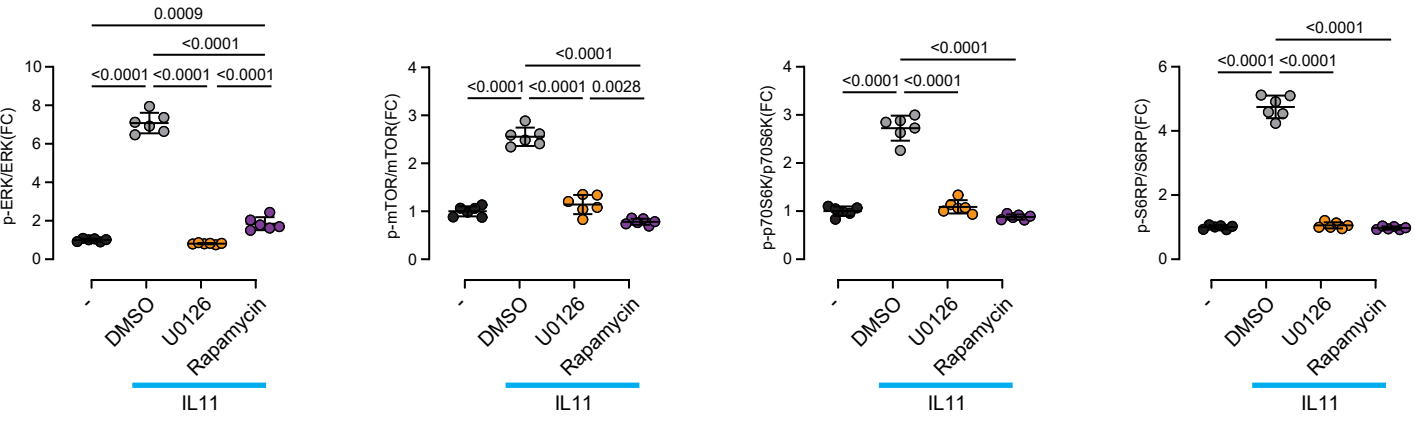 0.0009
<0.0001
<0.0001 <0.0001 <0.0001
p-ERK/ERK(FC)
10
8
6
4
2
0
-
DMSO
U0126
Rapamycin
IL11
<0.0001
<0.0001 <0.0001 0.0028
p-mTOR/mTOR(FC)
4
3
2
1
0
-
DMSO
U0126
Rapamycin
IL11
<0.0001
<0.0001 <0.0001
p-p70S6K/p70S6K(FC)
4
3
2
1
0
-
DMSO
U0126
Rapamycin
IL11
<0.0001
<0.0001 <0.0001
p-S6RP/S6RP(FC)
6
4
2
0
-
DMSO
U0126
Rapamycin
IL11